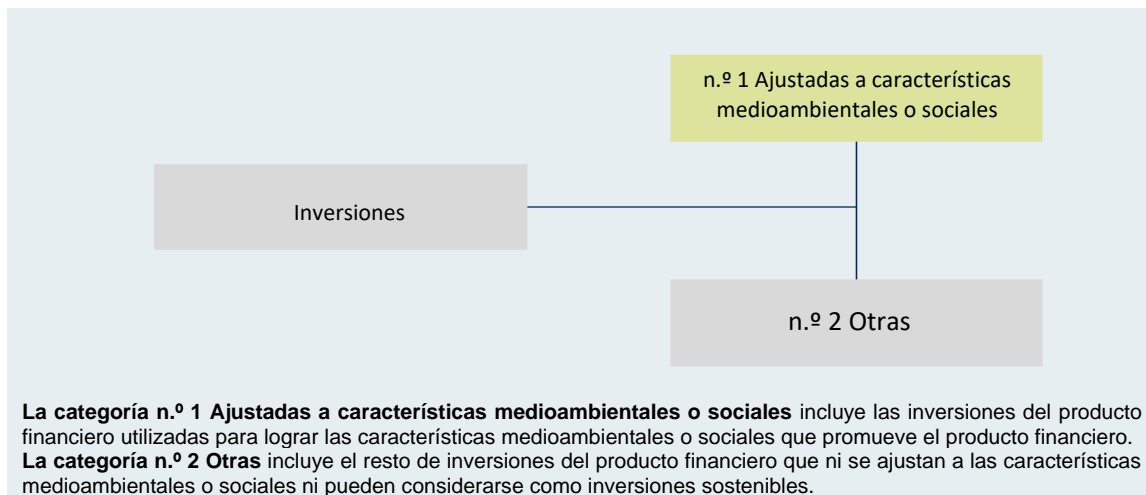 n.º 1 Ajustadas a características
medioambientales o sociales
Inversiones
n.º 2 Otras
La categoría n.º 1 Ajustadas a características medioambientales o sociales incluye las inversiones del producto
financiero utilizadas para lograr las características medioambientales o sociales que promueve el producto financiero.
La categoría n.º 2 Otras incluye el resto de inversiones del producto financiero que ni se ajustan a las características
medioambientales o sociales ni pueden considerarse como inversiones sostenibles.